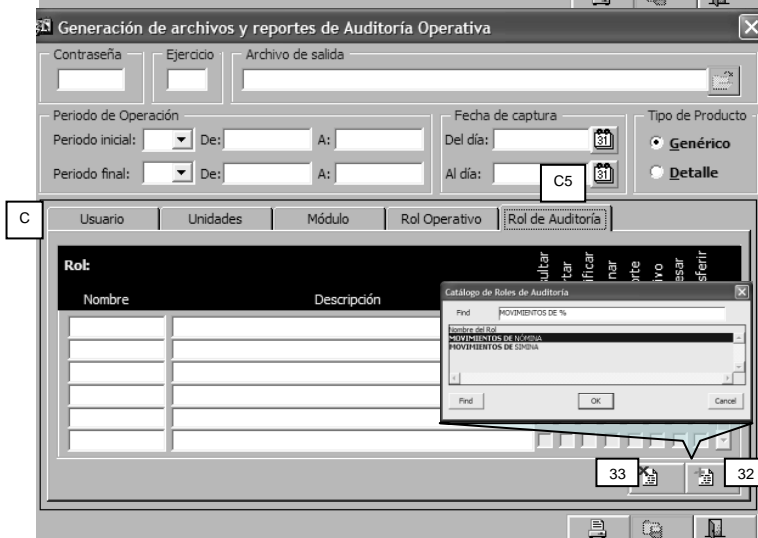 Generación de archivos y reportes de Auditoría Operativa
Contraseña Ejercicio Archivo de salida
Periodo de Operación Fecha de captura Tipo de Producto
Periodo inicial: De: A: Del día: 31 Genérico
Periodo final: De: A: Al día: 31 Detalle
C5
C Usuario Unidades Módulo Rol Operativo Rol de Auditoría
Rol:
Nombre Descripción
Catálogo de Roles de Auditoría
Find MOVIMIENTOS DE %
Nombre del Rol
MOVIMIENTOS DE NÓMINA
MOVIMIENTOS DE SIMINA
Find OK Cancel
33 32